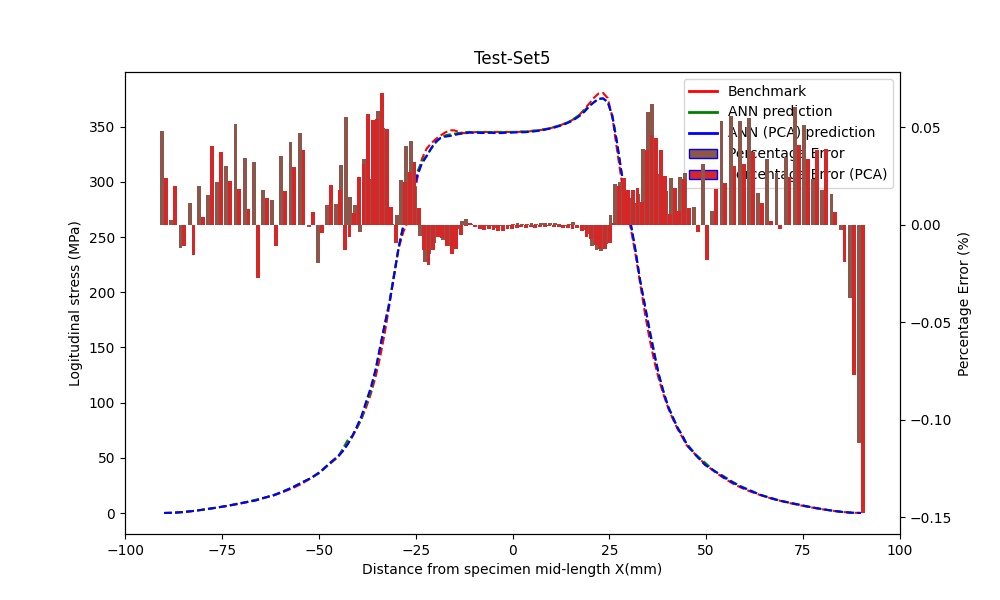 Test-Set5
Benchmark
ANN prediction
ANN (PCA) prediction
Percentage Error
Percentage Error (PCA)
350
300
250
200
150
100
50
0
Logitudinal stress (MPa)
0.05
0.00
−0.05
−0.10
−0.15
Percentage Error (%)
−100 −75 −50 −25 0 25 50 75 100
Distance from specimen mid-length X(mm)